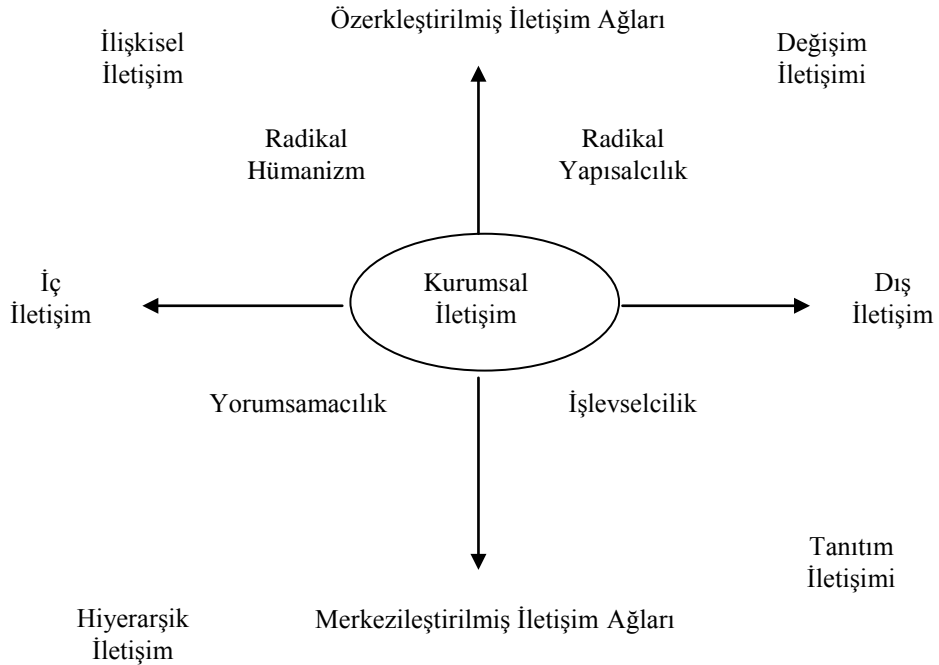 Özerkleştirilmiş İletişim Ağları
İlişkisel
İletişim
Değişim
İletişimi
Radikal
Hümanizm
Radikal
Yapısalcılık
İç
İletişim
Kurumsal
İletişim
Dış
İletişim
Yorumsamacılık
İşlevselcilik
Tanıtım
İletişimi
Hiyerarşik
İletişim
Merkezileştirilmiş İletişim Ağları